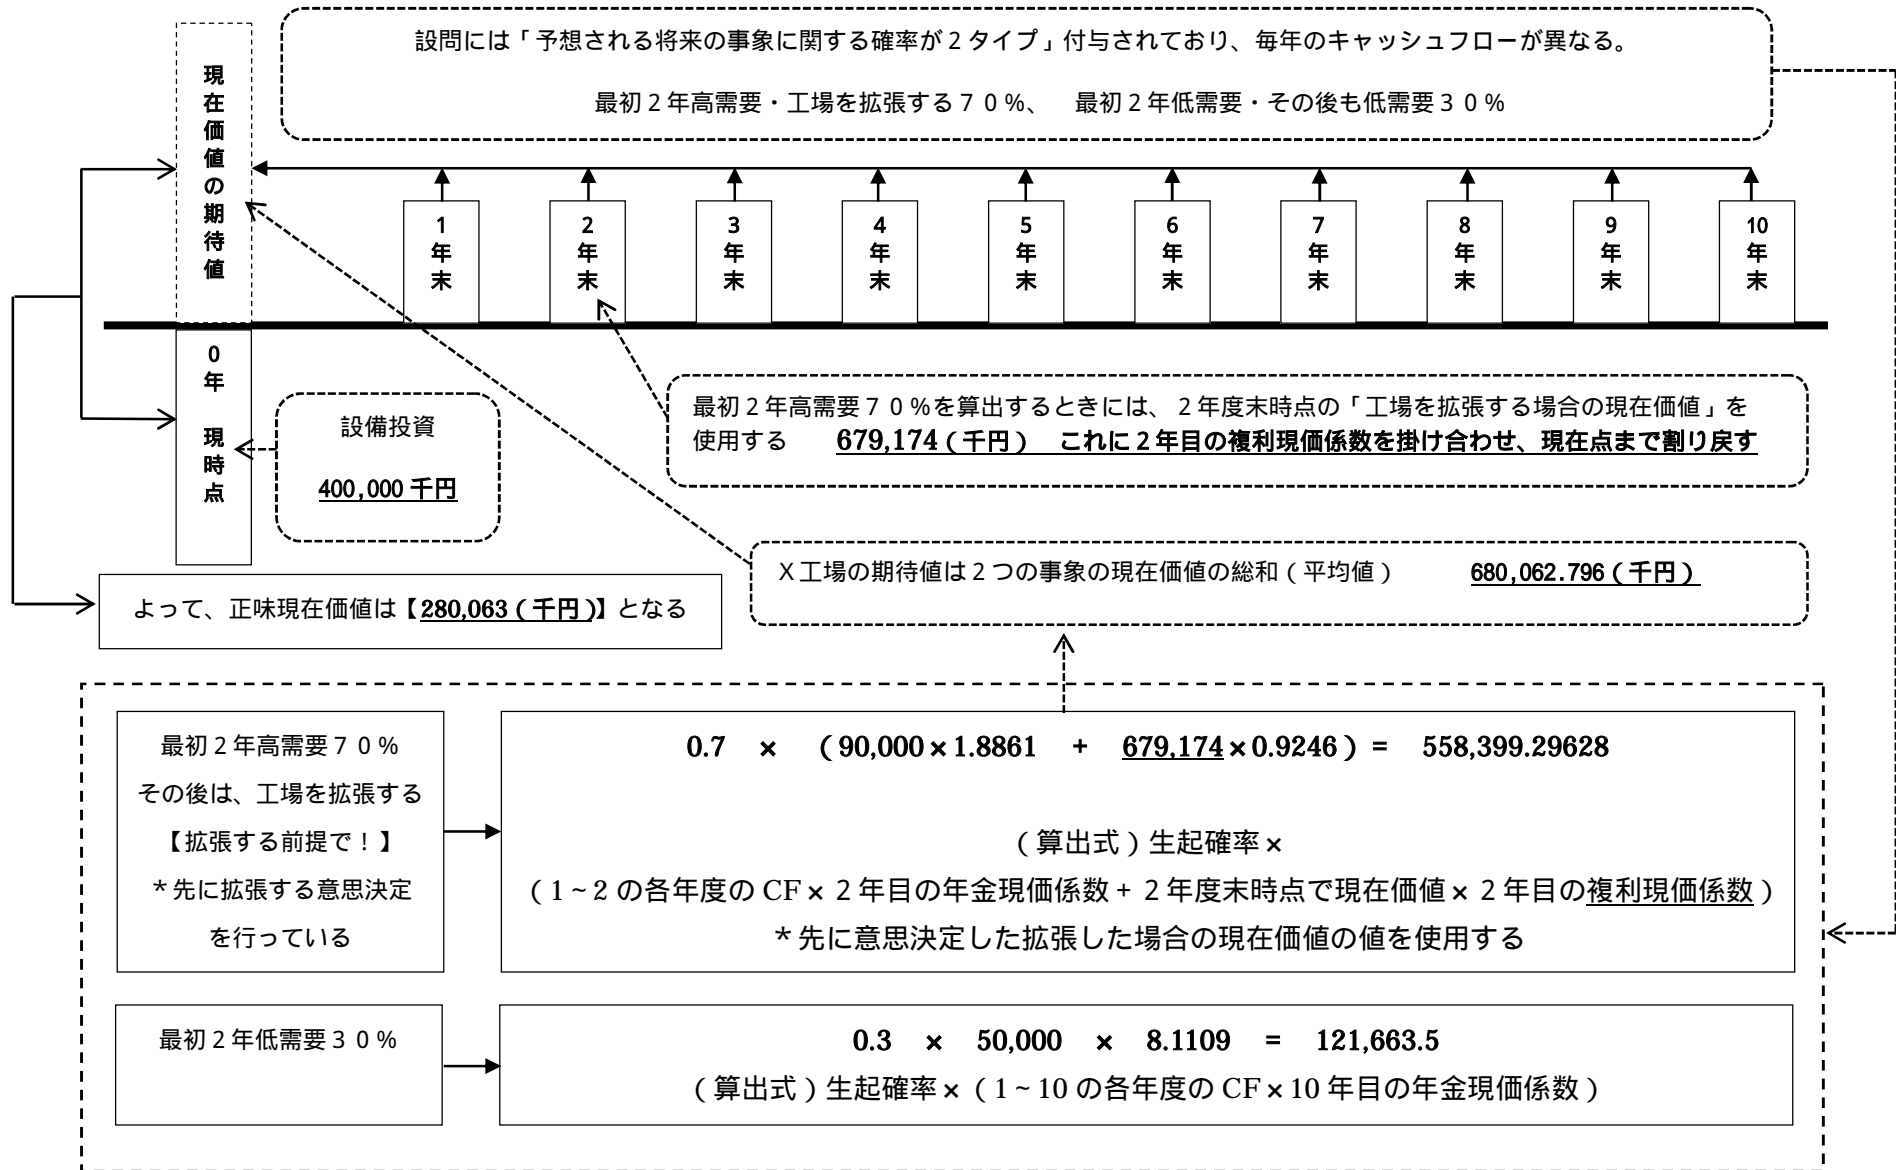 設問には「予想される将来の事象に関する確率が２タイプ」付与されており、毎年のキャッシュフローが異なる。
最初２年高需要・工場を拡張する７０％、　最初２年低需要・その後も低需要３０％
現在価値の期待値
1年末
2年末
3年末
4年末
5年末
6年末
7年末
8年末
9年末
10年末
0年　現時点
設備投資
400,000 千円
最初２年高需要７０％を算出するときには、２年度末時点の「工場を拡張する場合の現在価値」を
使用する　679,174（千円）　これに２年目の複利現価係数を掛け合わせ、現在点まで割り戻す
Ｘ工場の期待値は２つの事象の現在価値の総和（平均値）　680,062.796（千円）
よって、正味現在価値は【280,063（千円）】となる
最初２年高需要７０％
その後は、工場を拡張する
【拡張する前提で！】
＊先に拡張する意思決定
を行っている
0.7　×　（90,000×1.8861　+　679,174×0.9246）=　558,399.29628
（算出式）生起確率×
（1~2 の各年度の CF× 2 年目の年金現価係数 + 2 年度末時点で現在価値× 2 年目の複利現価係数）
＊先に意思決定した拡張した場合の現在価値の値を使用する
最初２年低需要３０％
0.3　×　50,000　×　8.1109　=　121,663.5
（算出式）生起確率×（1~10 の各年度の CF×10 年目の年金現価係数）